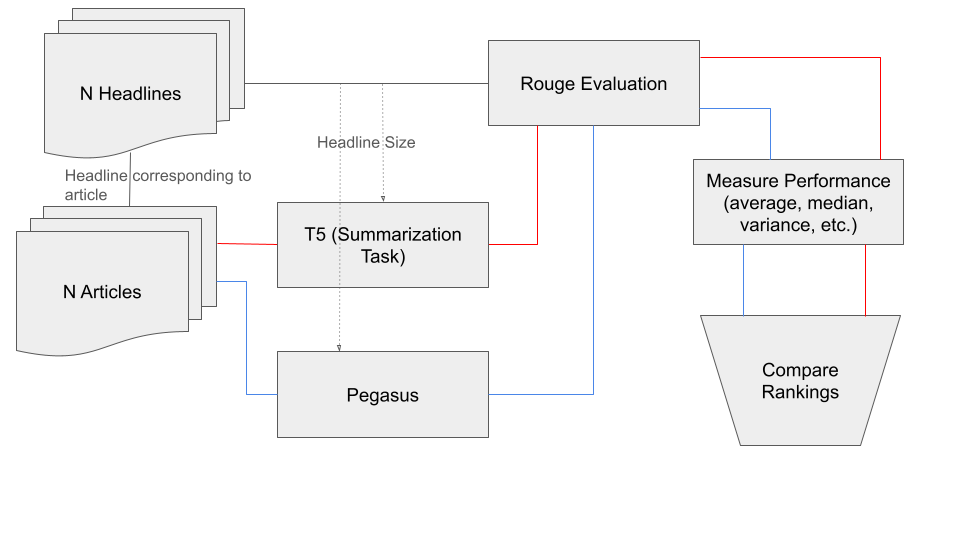 N Headlines
Rouge Evaluation
Headline Size
Headline corresponding to
article
Measure Performance
(average, median,
variance, etc.)
T5 (Summarization
Task)
N Articles
Pegasus
Compare
Rankings